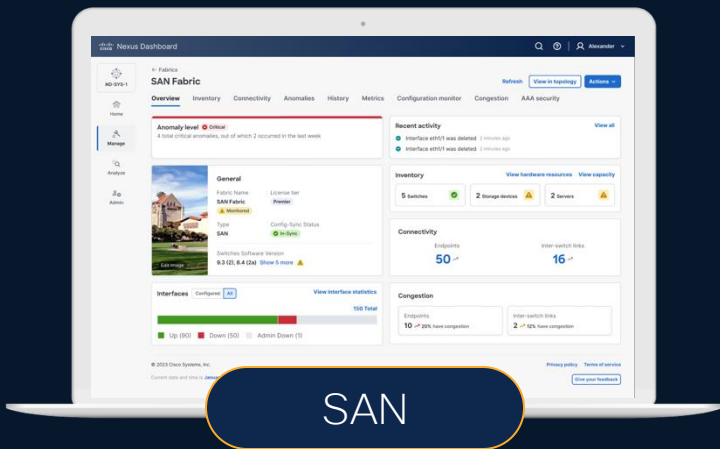 cisco Nexus Dashboard
Alexander
ND-SYS-1
Home
Manage
Analyze
Admin
← Fabrics
SAN Fabric
Refresh
View in topology
Actions
Overview Inventory Connectivity Anomalies History Metrics Configuration monitor Congestion AAA security
Anomaly level Critical
4 total critical anomalies, out of which 2 occurred in the last week
Recent activity
View all
Interface eth1/1 was deleted 2 minutes ago
Interface eth1/1 was deleted 2 minutes ago
Edit image
General
Fabric Name
SAN Fabric
Monitored
License tier
Premier
Type
SAN
Config-Sync Status
In-Sync
Switches Software Version
9.3 (2), 8.4 (2a) Show 5 more
Inventory
View hardware resources View capacity
5 Switches
2 Storage devices
2 Servers
Connectivity
Endpoints
50
Inter-switch links
16
Interfaces Configured All
View interface statistics
150 Total
Up (90) Down (50) Admin Down (1)
Congestion
Endpoints
10 20% have congestion
Inter-switch links
2 12% have congestion
© 2023 Cisco Systems, Inc.
Current date and time is
Privacy policy Terms of service
Give your feedback
SAN